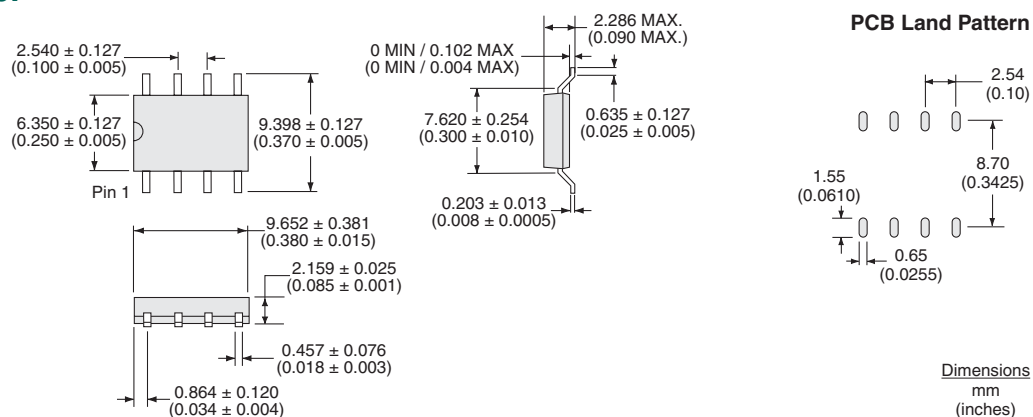 2.540 ± 0.127
(0.100 ± 0.005)
6.350 ± 0.127
(0.250 ± 0.005)
9.398 ± 0.127
(0.370 ± 0.005)
Pin 1
9.652 ± 0.381
(0.380 ± 0.015)
2.159 ± 0.025
(0.085 ± 0.001)
0.457 ± 0.076
(0.018 ± 0.003)
0.864 ± 0.120
(0.034 ± 0.004)
2.286 MAX.
(0.090 MAX.)
0 MIN / 0.102 MAX
(0 MIN / 0.004 MAX)
7.620 ± 0.254
(0.300 ± 0.010)
0.635 ± 0.127
(0.025 ± 0.005)
0.203 ± 0.013
(0.008 ± 0.0005)
PCB Land Pattern
2.54
(0.10)
8.70
(0.3425)
1.55
(0.0610)
0.65
(0.0255)
Dimensions
mm
(inches)